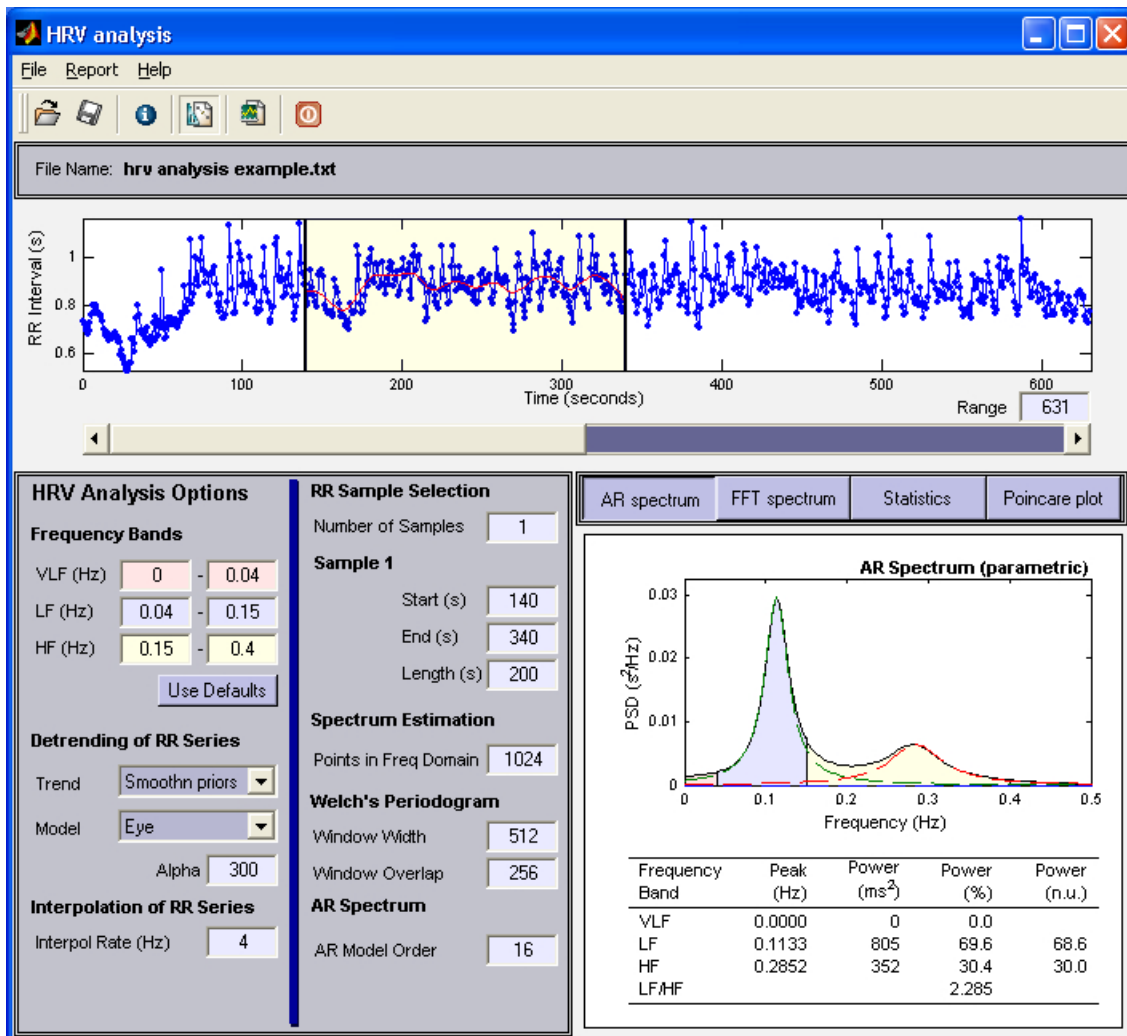 HRV analysis
File Report Help
File Name: hrv analysis example.txt
RR Interval (s)
1
0.8
0.6
0 100 200 300 400 500 600
Time (seconds)
Range 631
HRV Analysis Options
Frequency Bands
VLF (Hz) 0 - 0.04
LF (Hz) 0.04 - 0.15
HF (Hz) 0.15 - 0.4
Use Defaults
Detrending of RR Series
Trend Smoothn priors
Model Eye
Alpha 300
Interpolation of RR Series
Interpol Rate (Hz) 4
RR Sample Selection
Number of Samples 1
Sample 1
Start (s) 140
End (s) 340
Length (s) 200
Spectrum Estimation
Points in Freq Domain 1024
Welch's Periodogram
Window Width 512
Window Overlap 256
AR Spectrum
AR Model Order 16
AR spectrum FFT spectrum Statistics Poincare plot
AR Spectrum (parametric)
PSD (s²/Hz)
0.03
0.02
0.01
0
0 0.1 0.2 0.3 0.4 0.5
Frequency (Hz)
Frequency Peak Power Power Power
Band (Hz) (ms²) (%) (n.u.)
VLF 0.0000 0 0.0
LF 0.1133 805 69.6 68.6
HF 0.2852 352 30.4 30.0
LF/HF 2.285